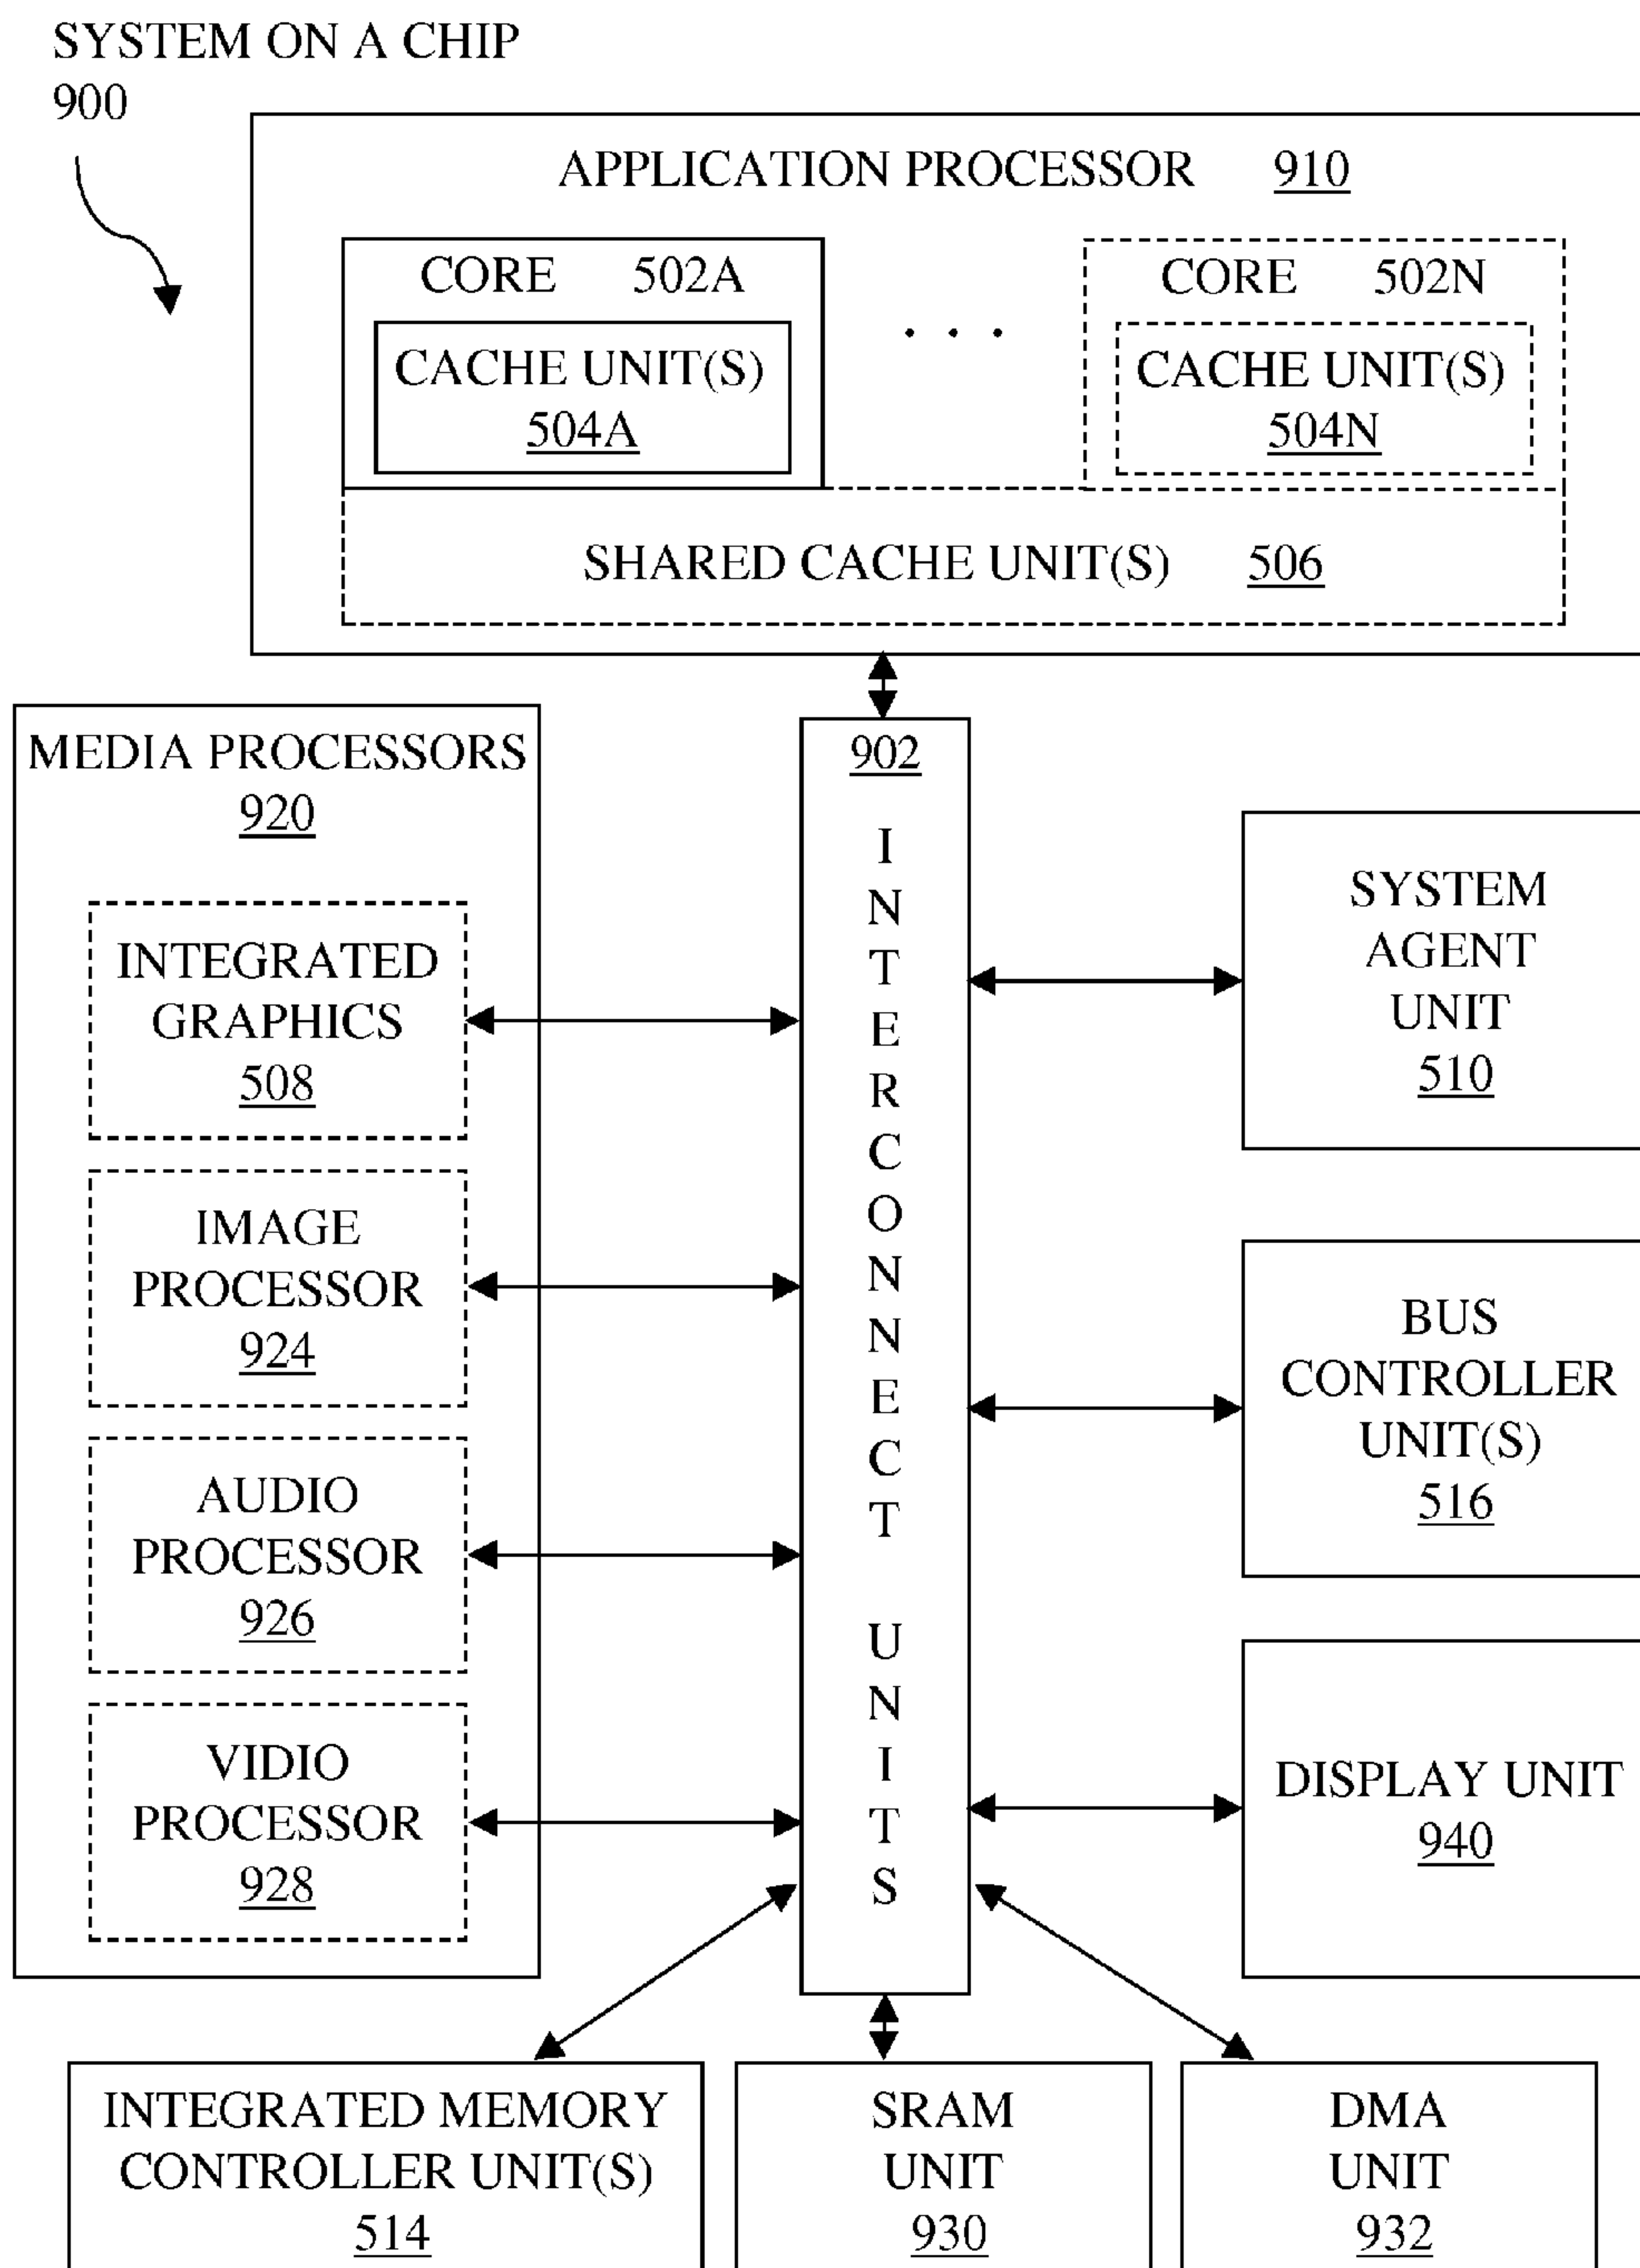 SYSTEM ON A CHIP
900
APPLICATION PROCESSOR 910
CORE 502A
CACHE UNIT(S)
504A
. . .
CORE 502N
CACHE UNIT(S)
504N
SHARED CACHE UNIT(S) 506
MEDIA PROCESSORS
920
INTEGRATED
GRAPHICS
508
IMAGE
PROCESSOR
924
AUDIO
PROCESSOR
926
VIDIO
PROCESSOR
928
902
INTERCONNECT UNITS
SYSTEM
AGENT
UNIT
510
BUS
CONTROLLER
UNIT(S)
516
DISPLAY UNIT
940
INTEGRATED MEMORY
CONTROLLER UNIT(S)
514
SRAM
UNIT
930
DMA
UNIT
932